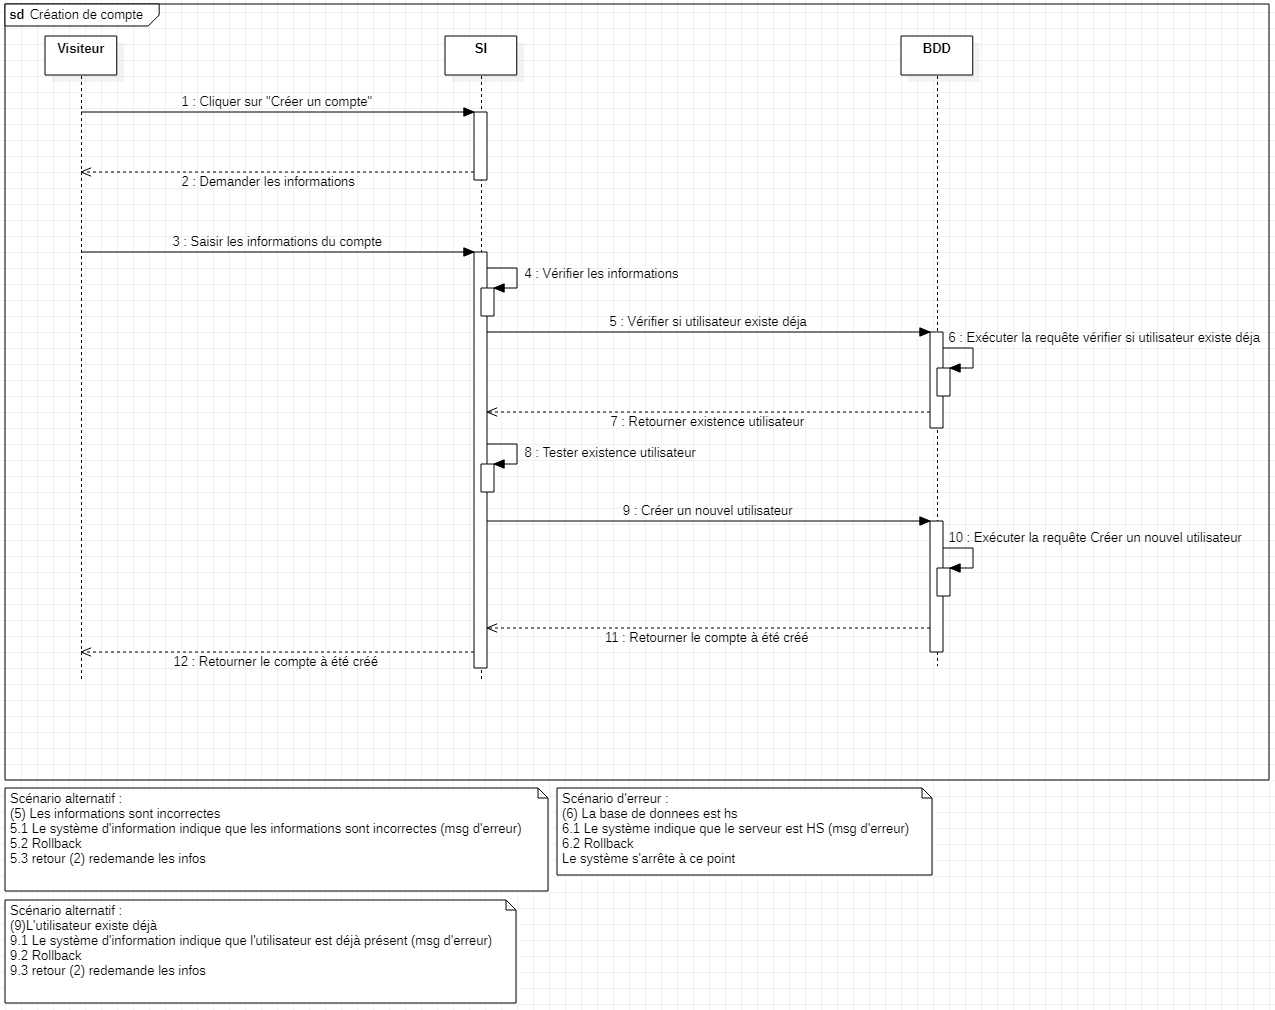 sd Création de compte
Visiteur
SI
BDD
1 : Cliquer sur "Créer un compte"
2 : Demander les informations
3 : Saisir les informations du compte
4 : Vérifier les informations
5 : Vérifier si utilisateur existe déja
6 : Exécuter la requête vérifier si utilisateur existe déja
7 : Retourner existence utilisateur
8 : Tester existence utilisateur
9 : Créer un nouvel utilisateur
10 : Exécuter la requête Créer un nouvel utilisateur
11 : Retourner le compte à été créé
12 : Retourner le compte à été créé
Scénario alternatif :
(5) Les informations sont incorrectes
5.1 Le système d'information indique que les informations sont incorrectes (msg d'erreur)
5.2 Rollback
5.3 retour (2) redemande les infos
Scénario d'erreur :
(6) La base de donnees est hs
6.1 Le système indique que le serveur est HS (msg d'erreur)
6.2 Rollback
Le système s'arrête à ce point
Scénario alternatif :
(9)L'utilisateur existe déjà
9.1 Le système d'information indique que l'utilisateur est déjà présent (msg d'erreur)
9.2 Rollback
9.3 retour (2) redemande les infos